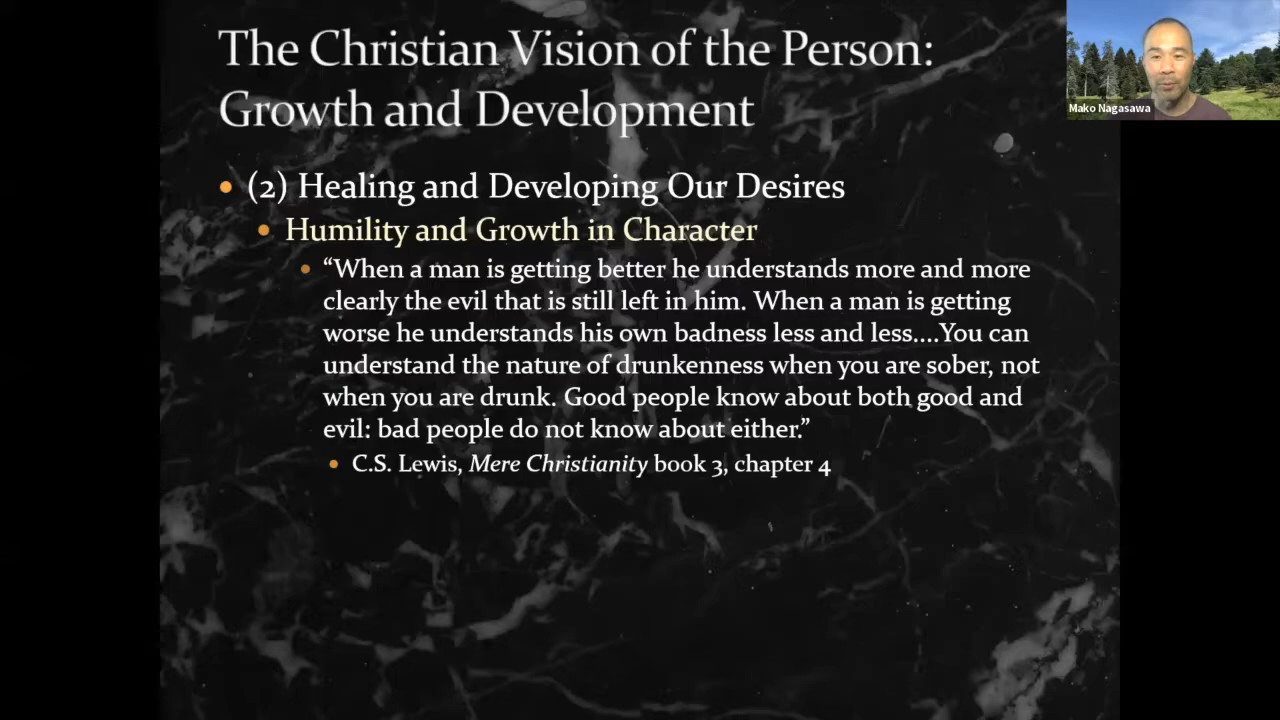 The Christian Vision of the Person:
Growth and Development
Mako Nagasawa
• (2) Healing and Developing Our Desires
• Humility and Growth in Character
• “When a man is getting better he understands more and more
clearly the evil that is still left in him. When a man is getting
worse he understands his own badness less and less....You can
understand the nature of drunkenness when you are sober, not
when you are drunk. Good people know about both good and
evil: bad people do not know about either.”
• C.S. Lewis, Mere Christianity book 3, chapter 4